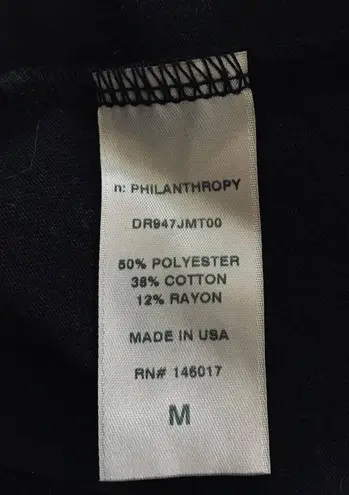 n: PHILANTHROPY
DR947JMT00
50% POLYESTER
38% COTTON
12% RAYON
MADE IN USA
RN# 146017
M